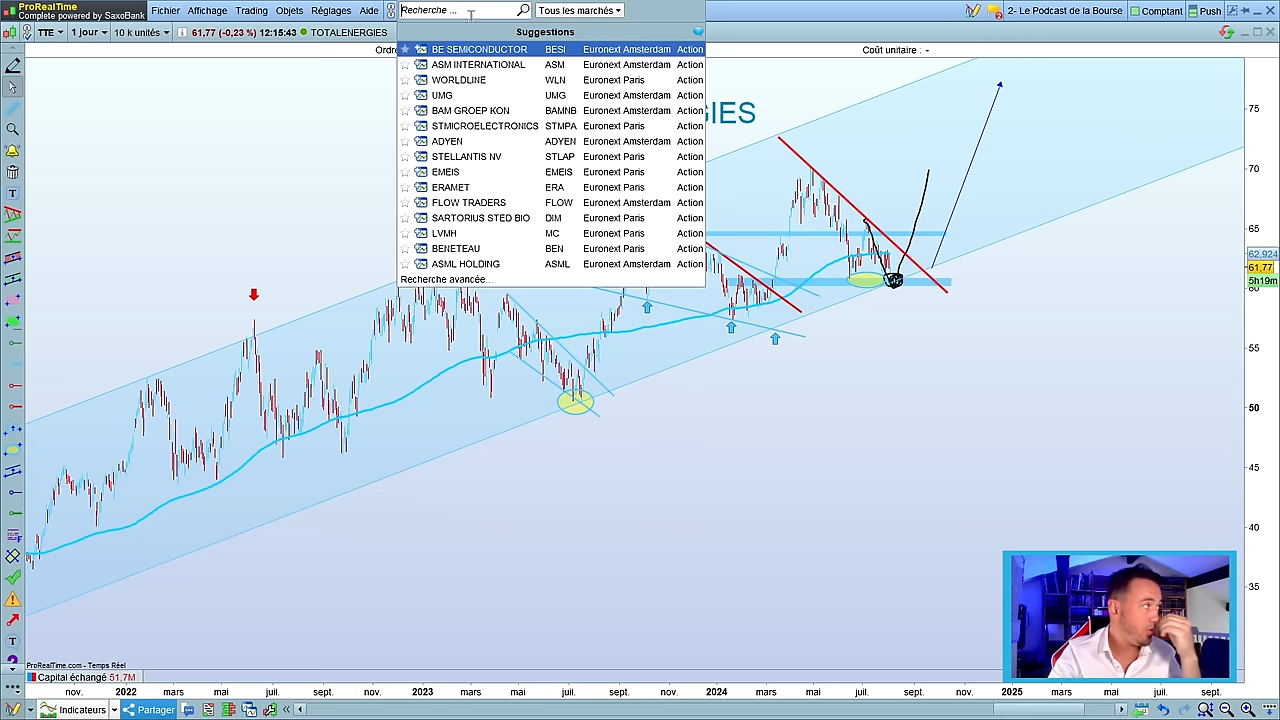 ProRealTime
Complete powered by SaxoBank
Fichier Affichage Trading Objets Réglages Aide
Recherche ...
Tous les marchés
2- Le Podcast de la Bourse
Comptant
Push
TTE
1 jour
10 k unités
61,77 (-0,23 %) 12:15:43
TOTALENERGIES
Ordre
Coût unitaire : -
Suggestions
BE SEMICONDUCTOR BESI Euronext Amsterdam Action
ASM INTERNATIONAL ASM Euronext Amsterdam Action
WORLDLINE WLN Euronext Paris Action
UMG UMG Euronext Amsterdam Action
BAM GROEP KON BAMNB Euronext Amsterdam Action
STMICROELECTRONICS STMPA Euronext Paris Action
ADYEN ADYEN Euronext Amsterdam Action
STELLANTIS NV STLAP Euronext Paris Action
EMEIS EMEIS Euronext Paris Action
ERAMET ERA Euronext Paris Action
FLOW TRADERS FLOW Euronext Amsterdam Action
SARTORIUS STED BIO DIM Euronext Paris Action
LVMH MC Euronext Paris Action
BENETEAU BEN Euronext Paris Action
ASML HOLDING ASML Euronext Amsterdam Action
Recherche avancée...
GIES
75
70
65
62,924
61,77
5h19m
60
55
50
45
40
35
ProRealTime.com - Temps Réel
Capital échangé 51,7M
nov. 2022 mars mai juil. sept. nov. 2023 mars mai juil. sept. nov. 2024 mars mai juil. sept. nov. 2025 mars mai juil. sept.
Indicateurs
Partager